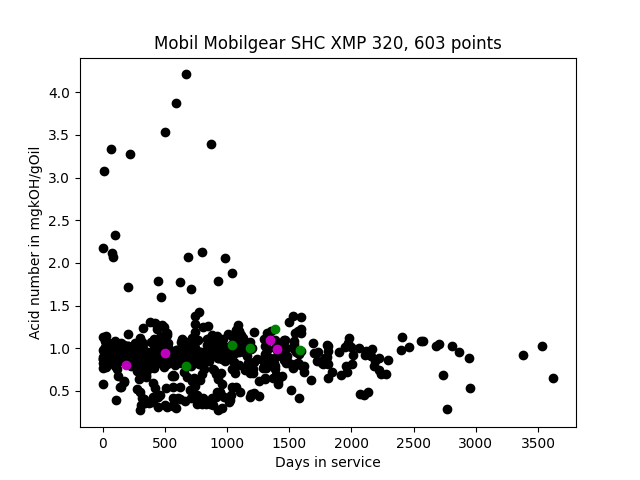 Mobil Mobilgear SHC XMP 320, 603 points
Acid number in mgkOH/gOil
4.0
3.5
3.0
2.5
2.0
1.5
1.0
0.5
0 500 1000 1500 2000 2500 3000 3500
Days in service